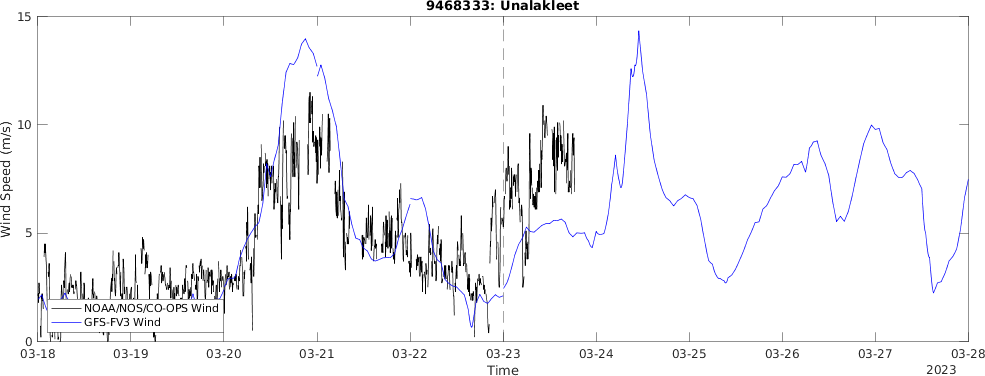 9468333: Unalakleet
15
10
5
0
Wind Speed (m/s)
NOAA/NOS/CO-OPS Wind
GFS-FV3 Wind
03-18 03-19 03-20 03-21 03-22 03-23 03-24 03-25 03-26 03-27 03-28
Time
2023